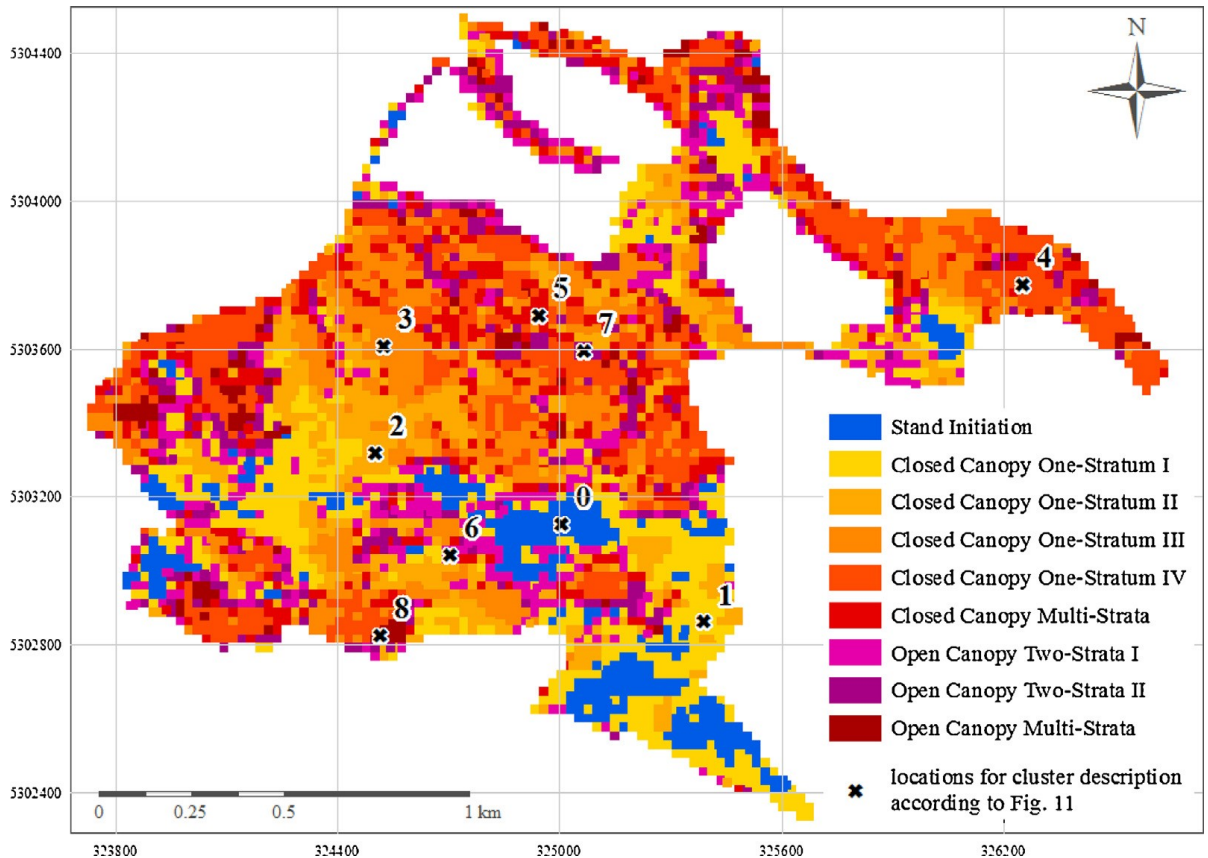 N
5304400
5304000
5303600
5303200
5302800
5302400
4
5
3
7
2
0
6
1
8
Stand Initiation
Closed Canopy One-Stratum I
Closed Canopy One-Stratum II
Closed Canopy One-Stratum III
Closed Canopy One-Stratum IV
Closed Canopy Multi-Strata
Open Canopy Two-Strata I
Open Canopy Two-Strata II
Open Canopy Multi-Strata
locations for cluster description
according to Fig. 11
0 0.25 0.5 1 km
323800 324400 325000 325600 326200